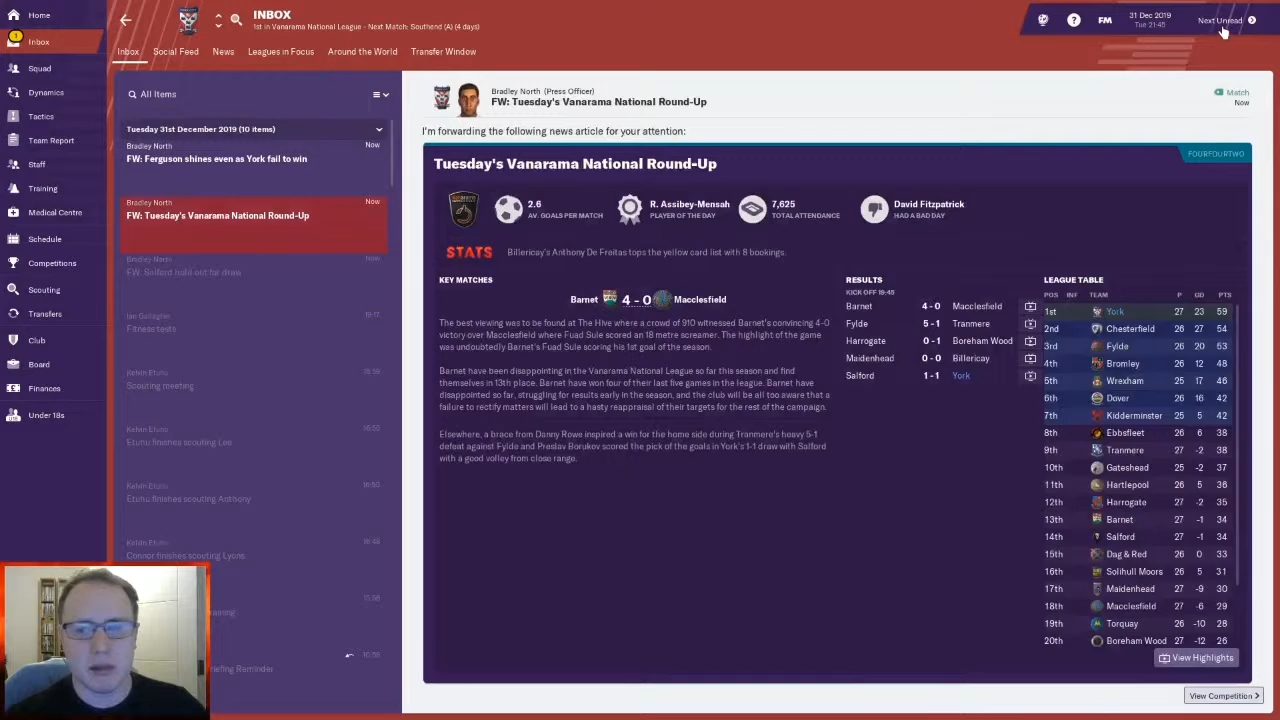 INBOX
1st in Vanarama National League - Next Match: Southend (A) (4 days)
FM
31 Dec 2019
Tue 21:45
Next Unread
Home
1
Inbox
Squad
Dynamics
Tactics
Team Report
Staff
Training
Medical Centre
Schedule
Competitions
Scouting
Transfers
Club
Board
Finances
Under 18s
Inbox Social Feed News Leagues in Focus Around the World Transfer Window
All Items
Tuesday 31st December 2019 (10 items)
Bradley North Now
FW: Ferguson shines even as York fail to win
Bradley North Now
FW: Tuesday's Vanarama National Round-Up
Bradley North Now
FW: Salford hold out for draw
Ian Gallagher 19:17
Fitness tests
Kelvin Etuhu
Scouting meeting
Kelvin Etuhu
Etuhu finishes scouting Lee
Kelvin Etuhu 16:50
Etuhu finishes scouting Anthony
Kelvin Etuhu
Connor finishes scouting Lyons
raining
riefing Reminder
Bradley North (Press Officer)
FW: Tuesday's Vanarama National Round-Up
Match
Now
I'm forwarding the following news article for your attention:
Tuesday's Vanarama National Round-Up
FOURFOURTWO
2.6
AV. GOALS PER MATCH
R. Assibey-Mensah
PLAYER OF THE DAY
7,625
TOTAL ATTENDANCE
David Fitzpatrick
HAD A BAD DAY
STATS
Billericay's Anthony De Freitas tops the yellow card list with 8 bookings.
KEY MATCHES
Barnet 4 - 0 Macclesfield
The best viewing was to be found at The Hive where a crowd of 910 witnessed Barnet's convincing 4-0
victory over Macclesfield where Fuad Sule scored an 18 metre screamer. The highlight of the game
was undoubtedly Barnet's Fuad Sule scoring his 1st goal of the season.
Barnet have been disappointing in the Vanarama National League so far this season and find
themselves in 13th place. Barnet have won four of their last five games in the league. Barnet have
disappointed so far, struggling for results early in the season, and the club will be all too aware that a
failure to rectify matters will lead to a hasty reappraisal of their targets for the rest of the campaign.
Elsewhere, a brace from Danny Rowe inspired a win for the home side during Tranmere's heavy 5-1
defeat against Fylde and Preslav Borukov scored the pick of the goals in York's 1-1 draw with Salford
with a good volley from close range.
RESULTS
KICK OFF 19:45
Barnet 4-0 Macclesfield
Fylde 5-1 Tranmere
Harrogate 0-1 Boreham Wood
Maidenhead 0-0 Billericay
Salford 1-1 York
LEAGUE TABLE
POS INF TEAM P GD PTS
1st York 27 23 59
2nd Chesterfield 26 27 54
3rd Fylde 26 20 53
4th Bromley 26 12 48
5th Wrexham 25 17 46
6th Dover 26 16 42
7th Kidderminster 25 5 42
8th Ebbsfleet 26 6 38
9th Tranmere 27 -2 38
10th Gateshead 25 -2 37
11th Hartlepool 26 5 36
12th Harrogate 27 -2 35
13th Barnet 27 -1 34
14th Salford 27 -1 34
15th Dag & Red 26 0 33
16th Solihull Moors 26 5 31
17th Maidenhead 27 -9 30
18th Macclesfield 27 -6 29
19th Torquay 26 -10 28
20th Boreham Wood 27 -12 26
View Highlights
View Competition